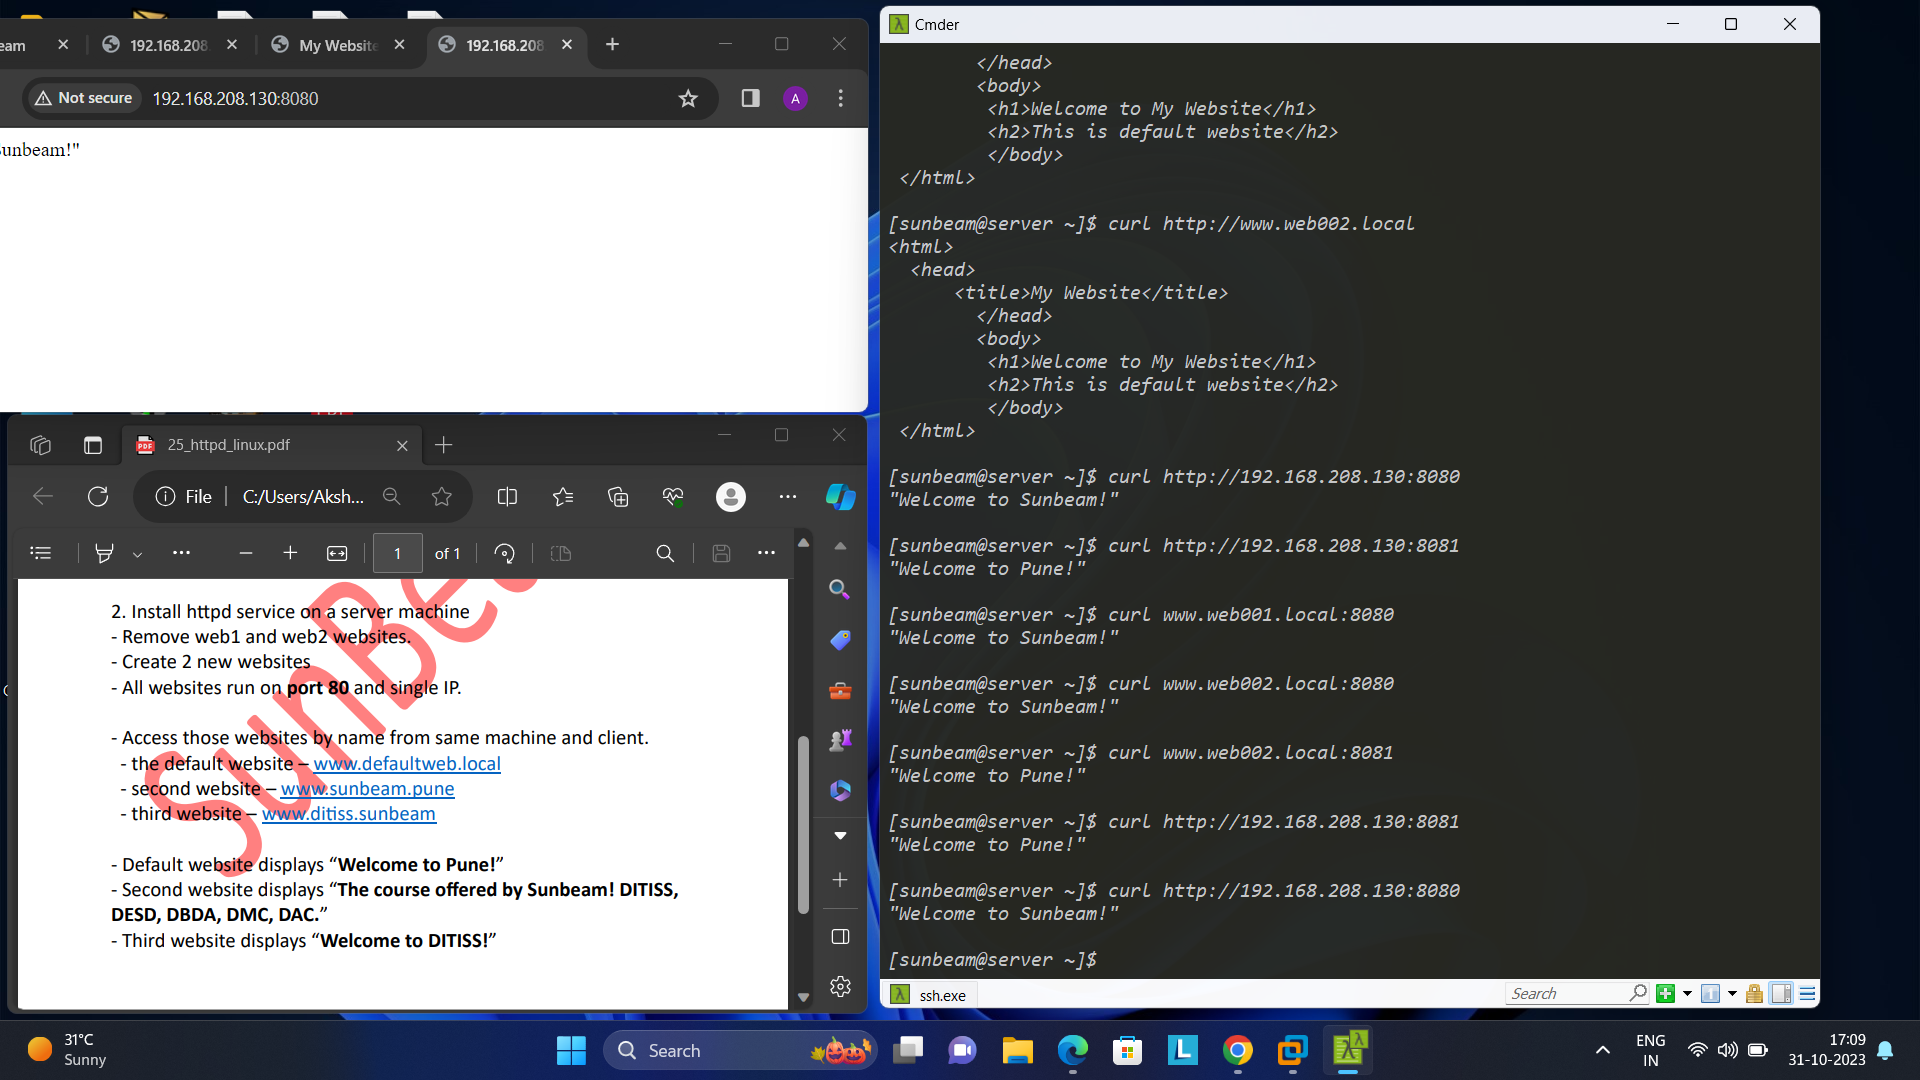 eam
192.168.208
My Website
192.168.208
Not secure
192.168.208.130:8080
A
unbeam!"
25_httpd_linux.pdf
File
C:/Users/Aksh...
1
of 1
2. Install httpd service on a server machine
- Remove web1 and web2 websites.
- Create 2 new websites
- All websites run on port 80 and single IP.
- Access those websites by name from same machine and client.
- the default website – www.defaultweb.local
- second website – www.sunbeam.pune
- third website – www.ditiss.sunbeam
- Default website displays “Welcome to Pune!”
- Second website displays “The course offered by Sunbeam! DITISS,
DESD, DBDA, DMC, DAC.”
- Third website displays “Welcome to DITISS!”
SunBea
Cmder
</head>
<body>
<h1>Welcome to My Website</h1>
<h2>This is default website</h2>
</body>
</html>
[sunbeam@server ~]$ curl http://www.web002.local
<html>
<head>
<title>My Website</title>
</head>
<body>
<h1>Welcome to My Website</h1>
<h2>This is default website</h2>
</body>
</html>
[sunbeam@server ~]$ curl http://192.168.208.130:8080
"Welcome to Sunbeam!"
[sunbeam@server ~]$ curl http://192.168.208.130:8081
"Welcome to Pune!"
[sunbeam@server ~]$ curl www.web001.local:8080
"Welcome to Sunbeam!"
[sunbeam@server ~]$ curl www.web002.local:8080
"Welcome to Sunbeam!"
[sunbeam@server ~]$ curl www.web002.local:8081
"Welcome to Pune!"
[sunbeam@server ~]$ curl http://192.168.208.130:8081
"Welcome to Pune!"
[sunbeam@server ~]$ curl http://192.168.208.130:8080
"Welcome to Sunbeam!"
[sunbeam@server ~]$
ssh.exe
Search
31°C
Sunny
Search
ENG
IN
17:09
31-10-2023